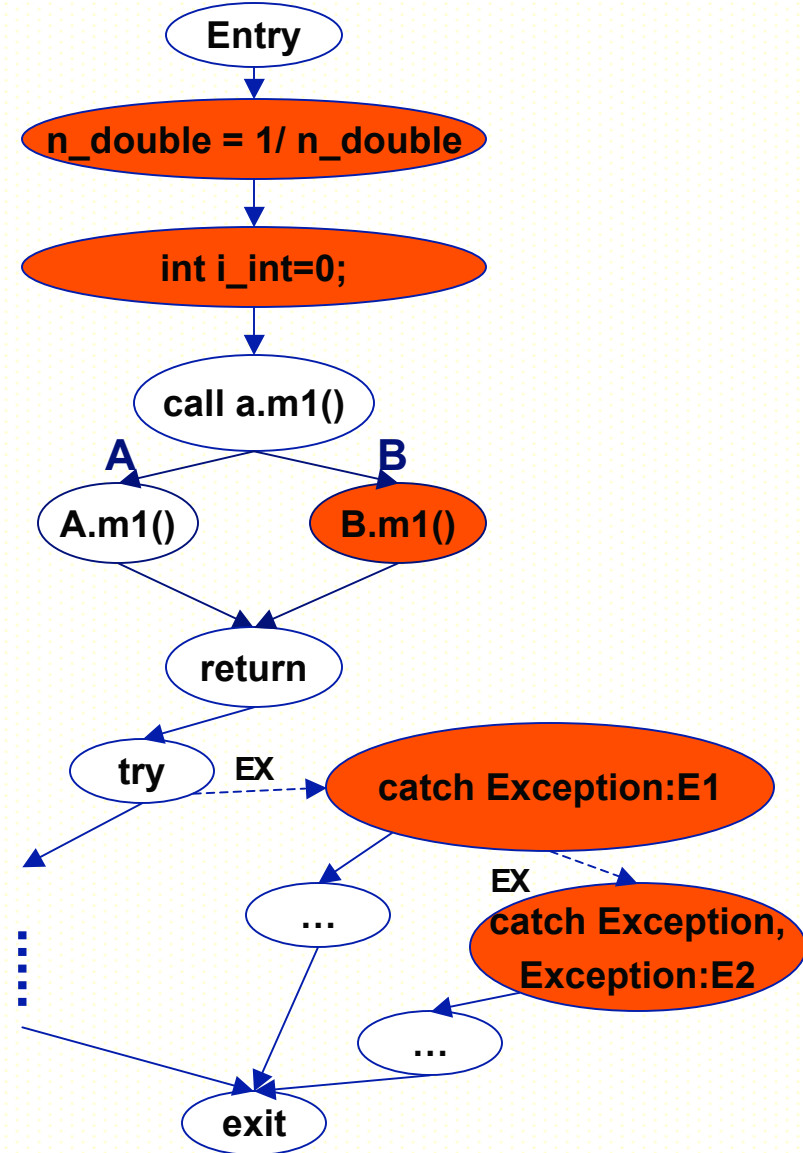 Entry
n_double = 1/ n_double
int i_int=0;
call a.m1()
A
B
A.m1()
B.m1()
return
try
EX
catch Exception:E1
EX
...
catch Exception,
Exception:E2
...
exit